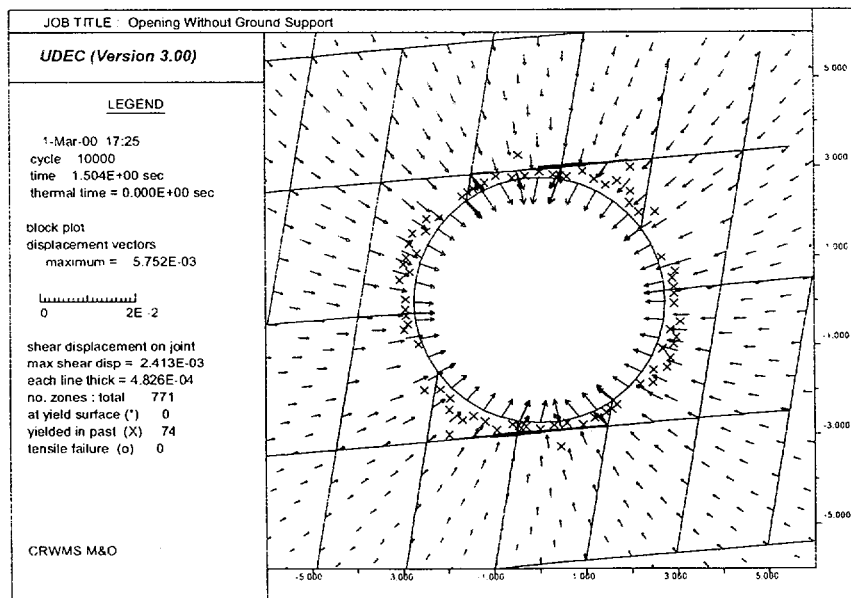 JOB TITLE : Opening Without Ground Support
UDEC (Version 3.00)
LEGEND
1-Mar-00 17:25
cycle 10000
time 1.504E+00 sec
thermal time = 0.000E+00 sec
block plot
displacement vectors
maximum = 5.752E-03
0 2E -2
shear displacement on joint
max shear disp = 2.413E-03
each line thick = 4.826E-04
no. zones : total 771
at yield surface (*) 0
yielded in past (X) 74
tensile failure (o) 0
CRWMS M&O
5.000
3.000
1.000
-1.000
-3.000
-5.000
-5.000 3.000 -1.000 1.000 3.000 5.000